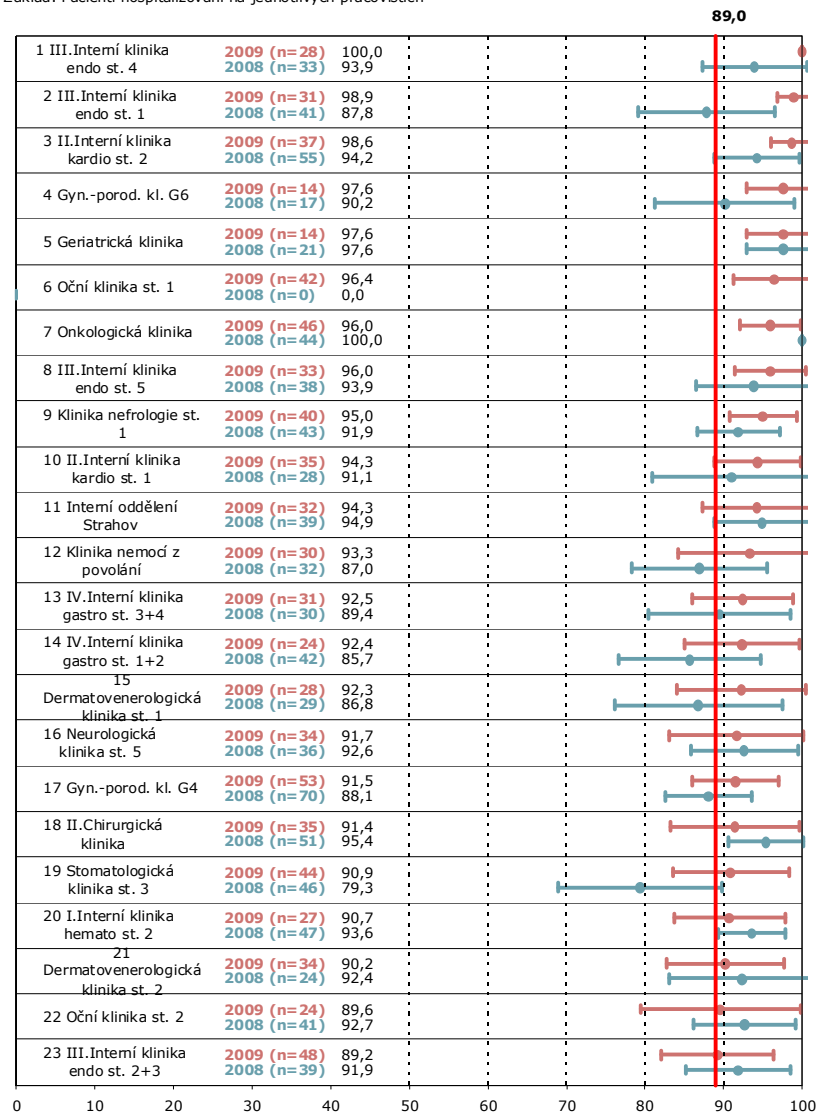 Základ: Pacienti hospitalizovaní na jednotlivých pracovištích
89,0
1 III.Interní klinika endo st. 4
2009 (n=28) 100,0
2008 (n=33) 93,9
2 III.Interní klinika endo st. 1
2009 (n=31) 98,9
2008 (n=41) 87,8
3 II.Interní klinika kardio st. 2
2009 (n=37) 98,6
2008 (n=55) 94,2
4 Gyn.-porod. kl. G6
2009 (n=14) 97,6
2008 (n=17) 90,2
5 Geriatrická klinika
2009 (n=14) 97,6
2008 (n=21) 97,6
6 Oční klinika st. 1
2009 (n=42) 96,4
2008 (n=0) 0,0
7 Onkologická klinika
2009 (n=46) 96,0
2008 (n=44) 100,0
8 III.Interní klinika endo st. 5
2009 (n=33) 96,0
2008 (n=38) 93,9
9 Klinika nefrologie st. 1
2009 (n=40) 95,0
2008 (n=43) 91,9
10 II.Interní klinika kardio st. 1
2009 (n=35) 94,3
2008 (n=28) 91,1
11 Interní oddělení Strahov
2009 (n=32) 94,3
2008 (n=39) 94,9
12 Klinika nemocí z povolání
2009 (n=30) 93,3
2008 (n=32) 87,0
13 IV.Interní klinika gastro st. 3+4
2009 (n=31) 92,5
2008 (n=30) 89,4
14 IV.Interní klinika gastro st. 1+2
2009 (n=24) 92,4
2008 (n=42) 85,7
15 Dermatovenerologická klinika st. 1
2009 (n=28) 92,3
2008 (n=29) 86,8
16 Neurologická klinika st. 5
2009 (n=34) 91,7
2008 (n=36) 92,6
17 Gyn.-porod. kl. G4
2009 (n=53) 91,5
2008 (n=70) 88,1
18 II.Chirurgická klinika
2009 (n=35) 91,4
2008 (n=51) 95,4
19 Stomatologická klinika st. 3
2009 (n=44) 90,9
2008 (n=46) 79,3
20 I.Interní klinika hemato st. 2
2009 (n=27) 90,7
2008 (n=47) 93,6
21 Dermatovenerologická klinika st. 2
2009 (n=34) 90,2
2008 (n=24) 92,4
22 Oční klinika st. 2
2009 (n=24) 89,6
2008 (n=41) 92,7
23 III.Interní klinika endo st. 2+3
2009 (n=48) 89,2
2008 (n=39) 91,9
0 10 20 30 40 50 60 70 80 90 100